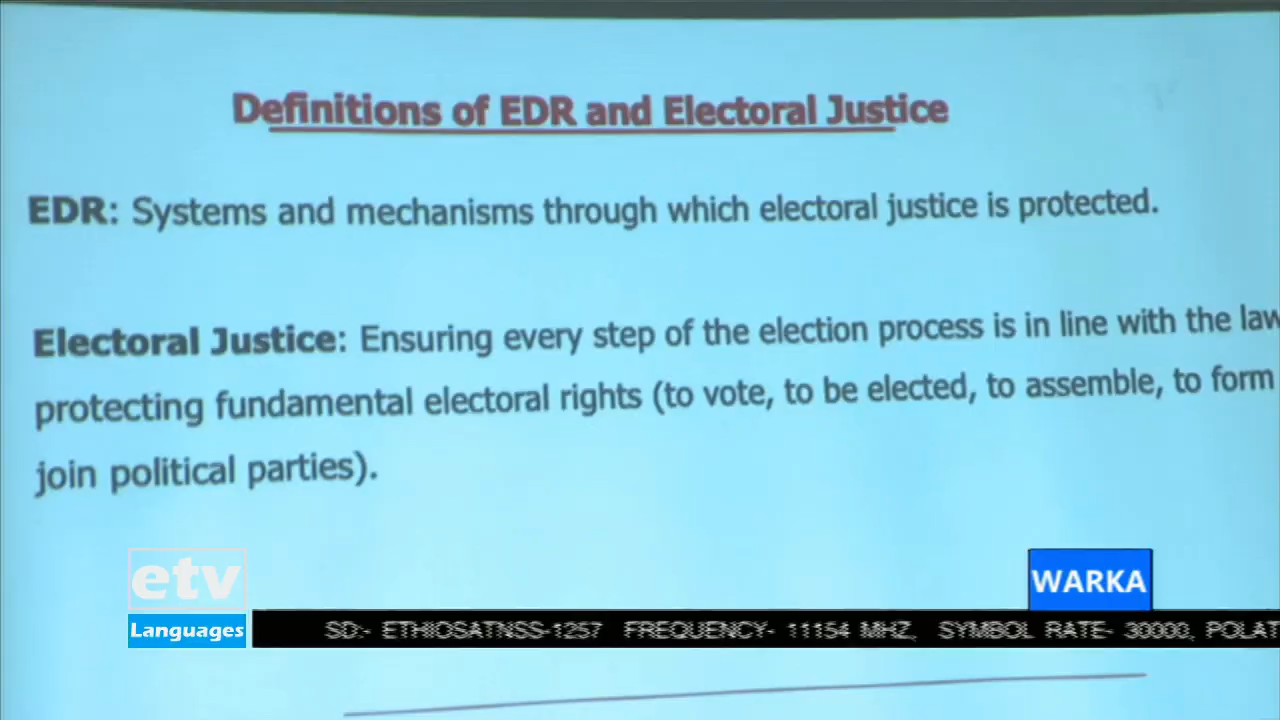 Definitions of EDR and Electoral Justice
EDR: Systems and mechanisms through which electoral justice is protected.
Electoral Justice: Ensuring every step of the election process is in line with the law
protecting fundamental electoral rights (to vote, to be elected, to assemble, to form
join political parties).
etv
Languages
WARKA
SD:- ETHIOSATNSS-1257 FREQUENCY- 11154 MHZ, SYMBOL RATE- 30000, POLAT